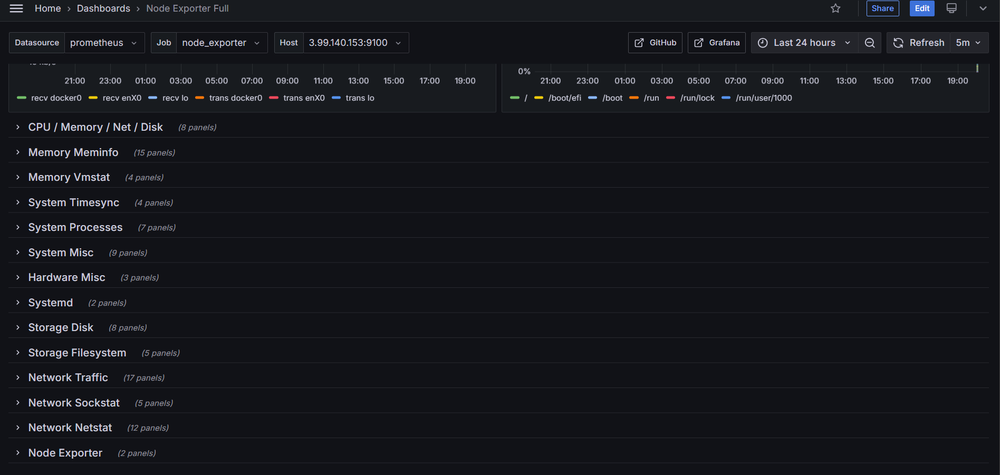 Home › Dashboards › Node Exporter Full Share Edit
Datasource prometheus Job node_exporter Host 3.99.140.153:9100 GitHub Grafana Last 24 hours Refresh 5m
0%
21:00 23:00 01:00 03:00 05:00 07:00 09:00 11:00 13:00 15:00 17:00 19:00
21:00 23:00 01:00 03:00 05:00 07:00 09:00 11:00 13:00 15:00 17:00 19:00
recv docker0 recv enX0 recv lo trans docker0 trans enX0 trans lo
/ /boot/efi /boot /run /run/lock /run/user/1000
CPU / Memory / Net / Disk (8 panels)
Memory Meminfo (15 panels)
Memory Vmstat (4 panels)
System Timesync (4 panels)
System Processes (7 panels)
System Misc (9 panels)
Hardware Misc (3 panels)
Systemd (2 panels)
Storage Disk (8 panels)
Storage Filesystem (5 panels)
Network Traffic (17 panels)
Network Sockstat (5 panels)
Network Netstat (12 panels)
Node Exporter (2 panels)